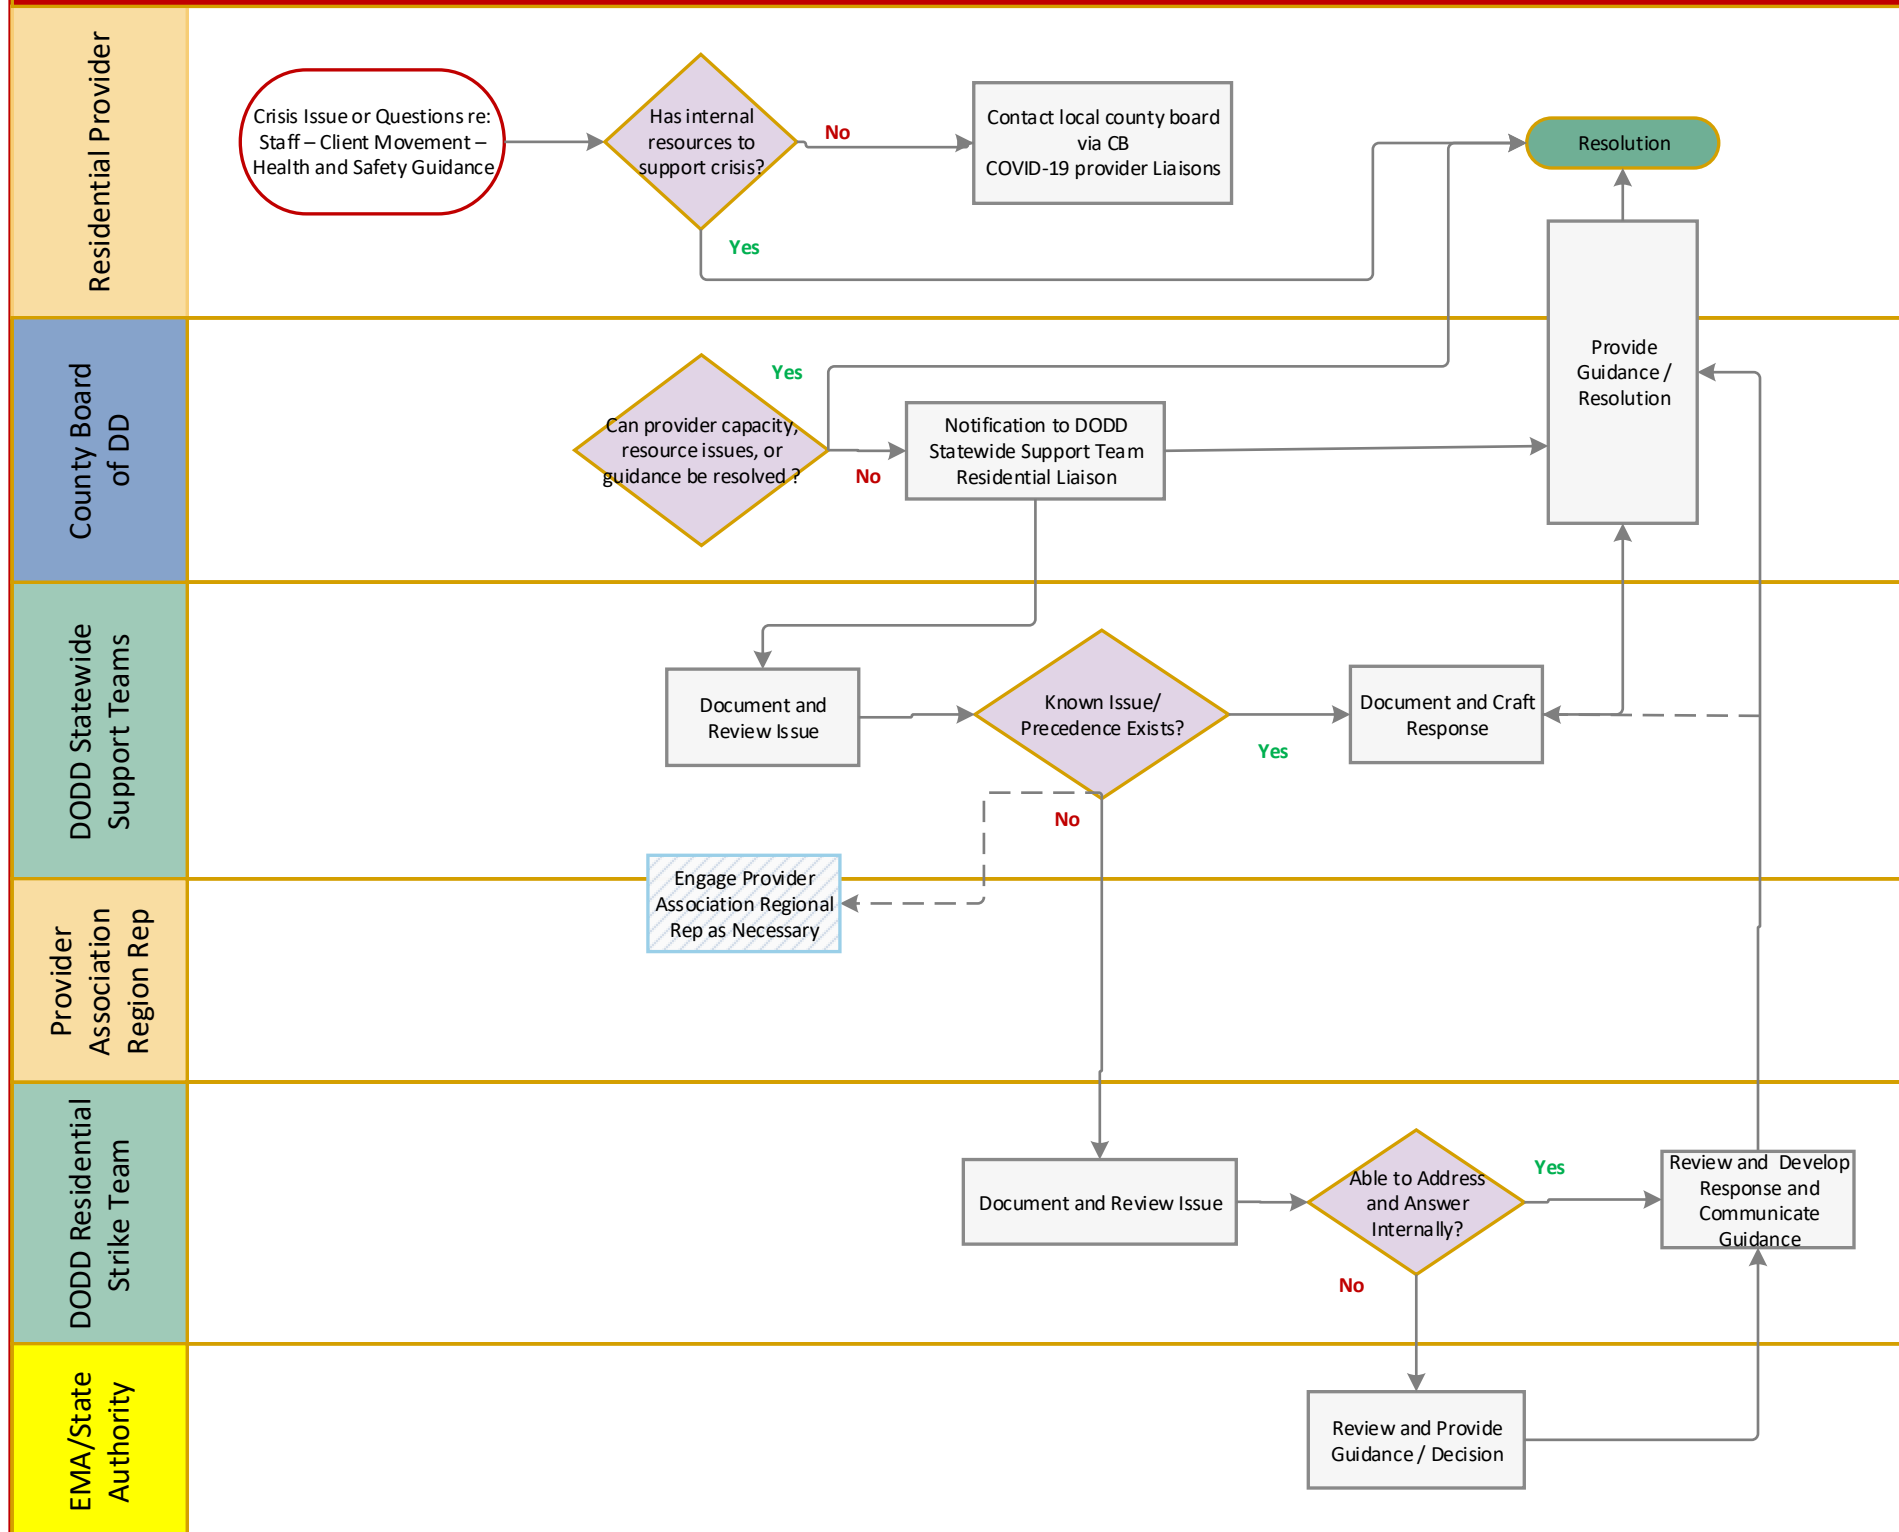 Residential Provider
Crisis Issue or Questions re:
Staff – Client Movement –
Health and Safety Guidance
Has internal
resources to
support crisis?
No
Yes
Contact local county board
via CB
COVID-19 provider Liaisons
Resolution
County Board
of DD
Can provider capacity,
resource issues, or
guidance be resolved ?
Yes
No
Notification to DODD
Statewide Support Team
Residential Liaison
Provide
Guidance /
Resolution
DODD Statewide
Support Teams
Document and
Review Issue
Known Issue/
Precedence Exists?
Yes
No
Document and Craft
Response
Provider
Association
Region Rep
Engage Provider
Association Regional
Rep as Necessary
DODD Residential
Strike Team
Document and Review Issue
Able to Address
and Answer
Internally?
Yes
No
Review and  Develop
Response and
Communicate
Guidance
EMA/State
Authority
Review and Provide
Guidance / Decision